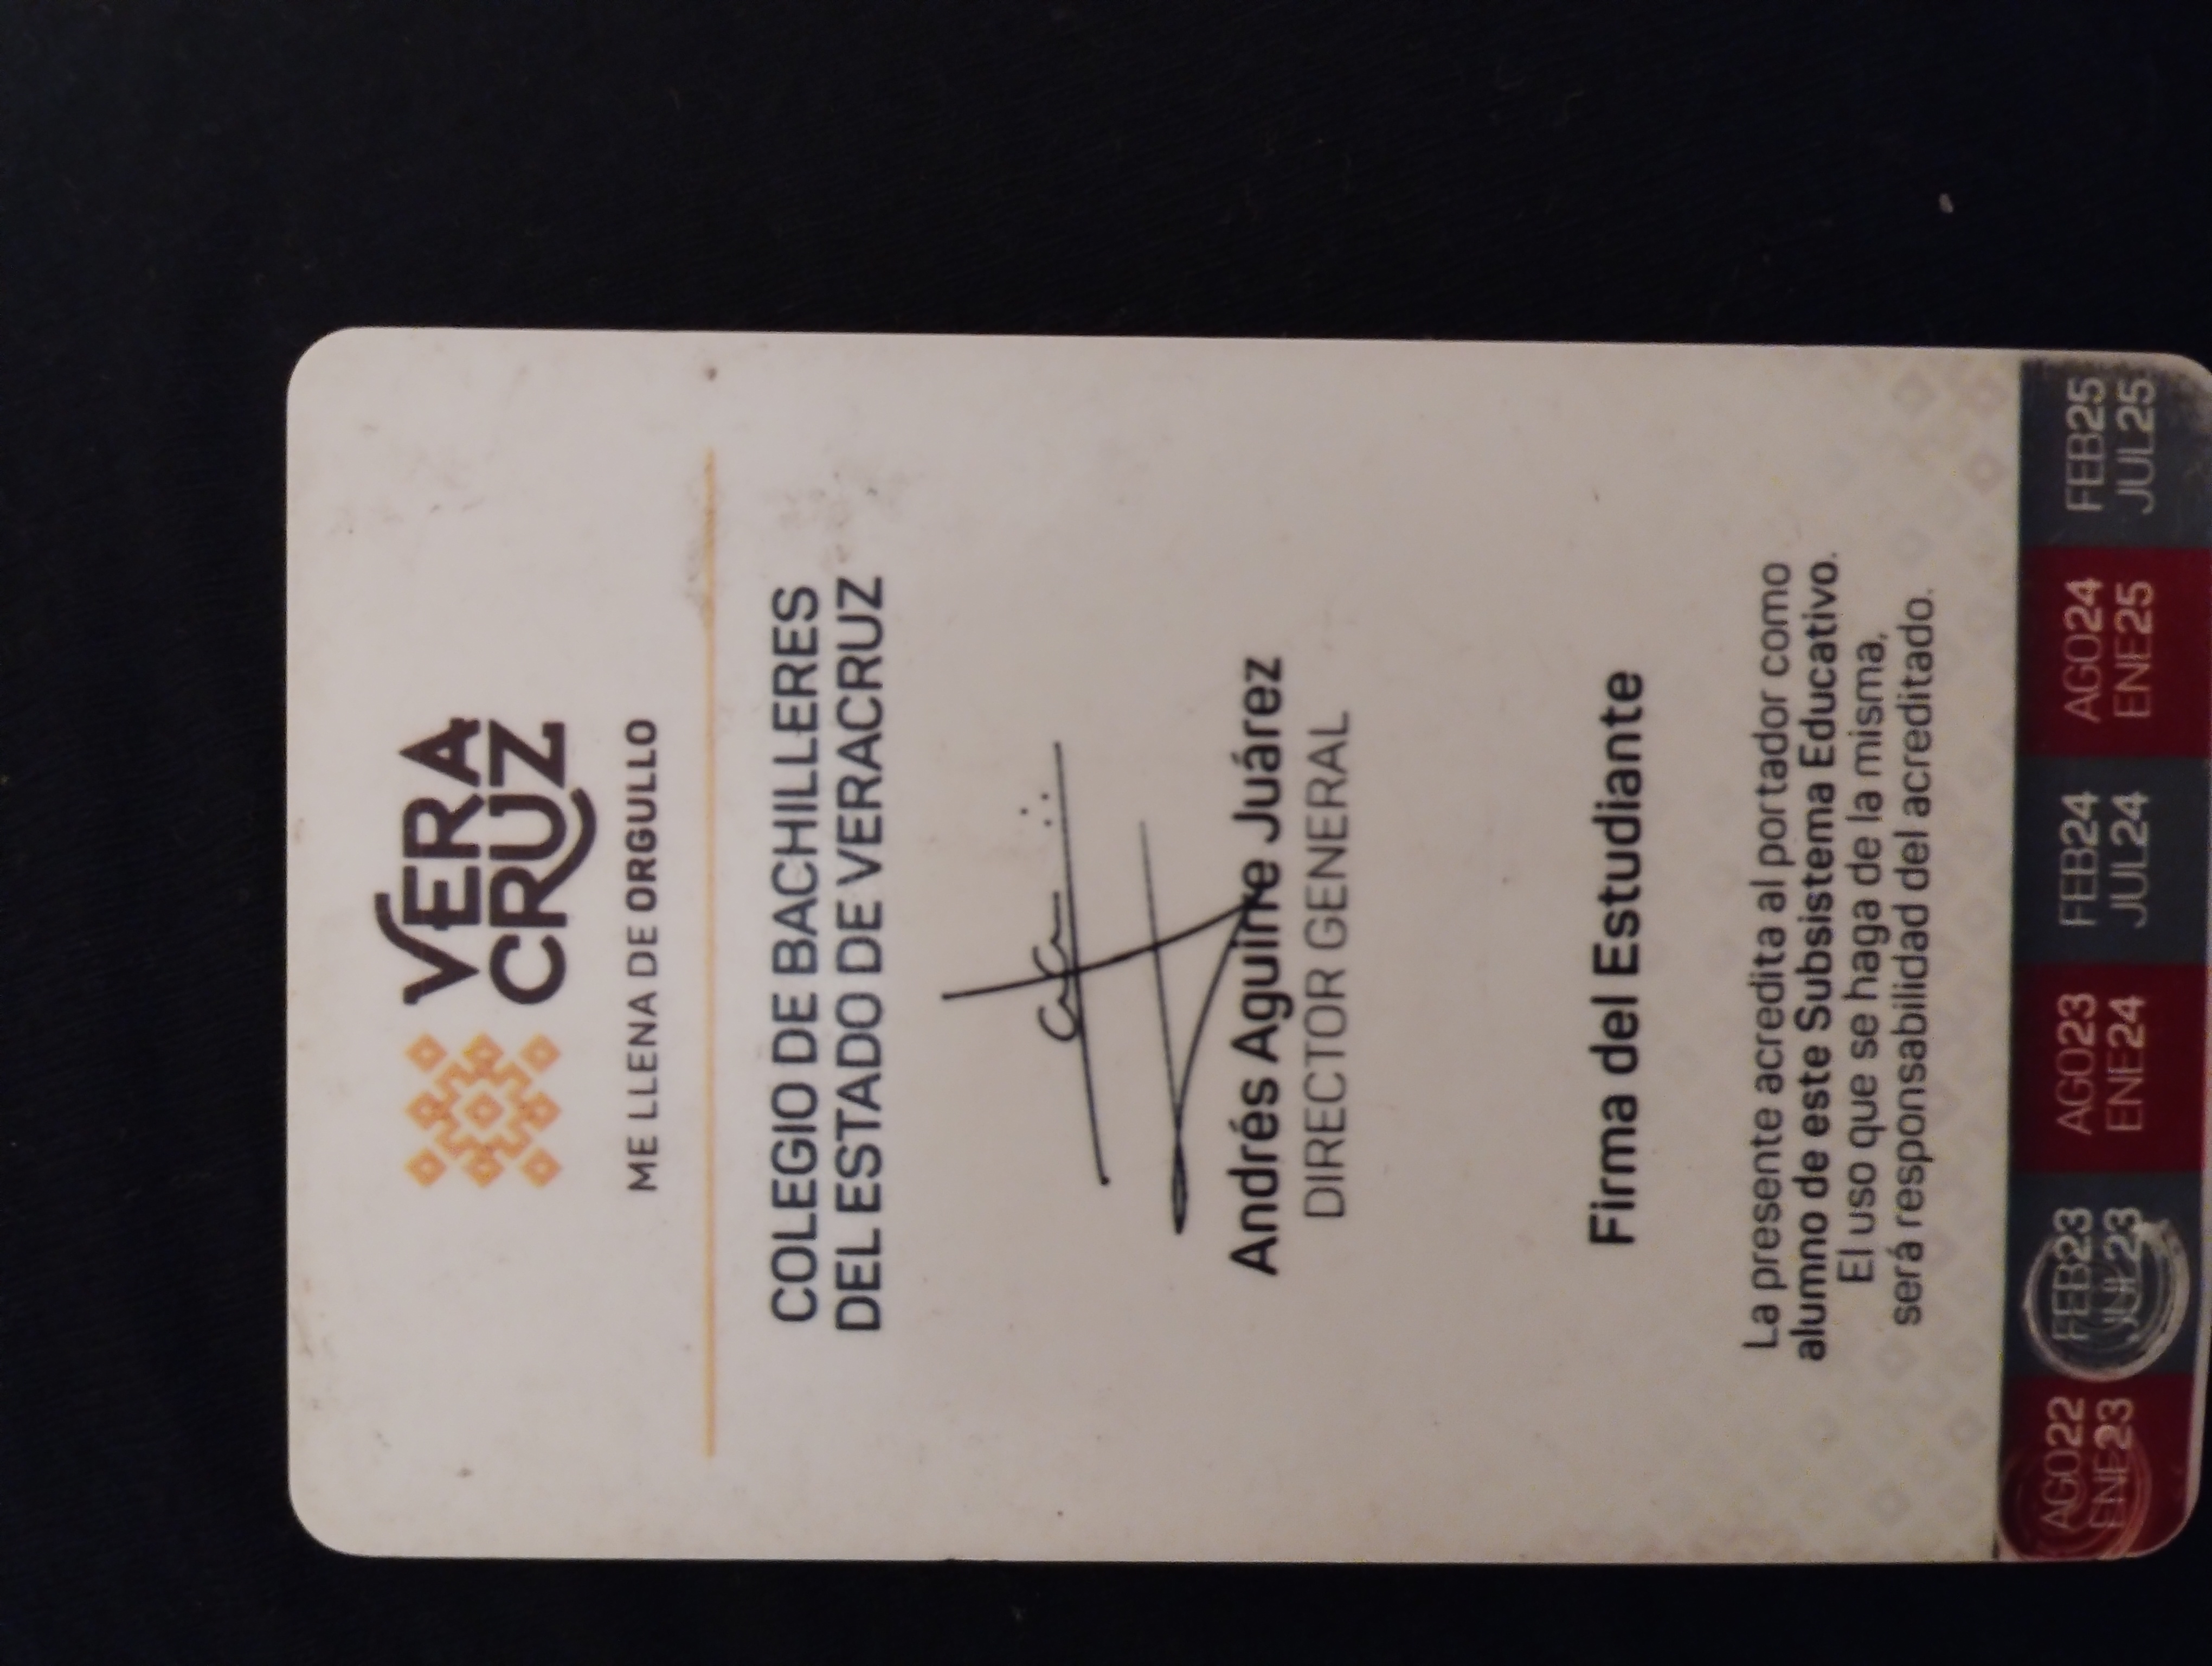 VERA
CRUZ
ME LLENA DE ORGULLO
COLEGIO DE BACHILLERES
DEL ESTADO DE VERACRUZ
Andrés Aguirre Juárez
DIRECTOR GENERAL
Firma del Estudiante
La presente acredita al portador como
alumno de este Subsistema Educativo.
El uso que se haga de la misma,
será responsabilidad del acreditado.
AGO22 FEB23 AGO23 FEB24 AGO24 FEB25
ENE23 JUL23 ENE24 JUL24 ENE25 JUL25